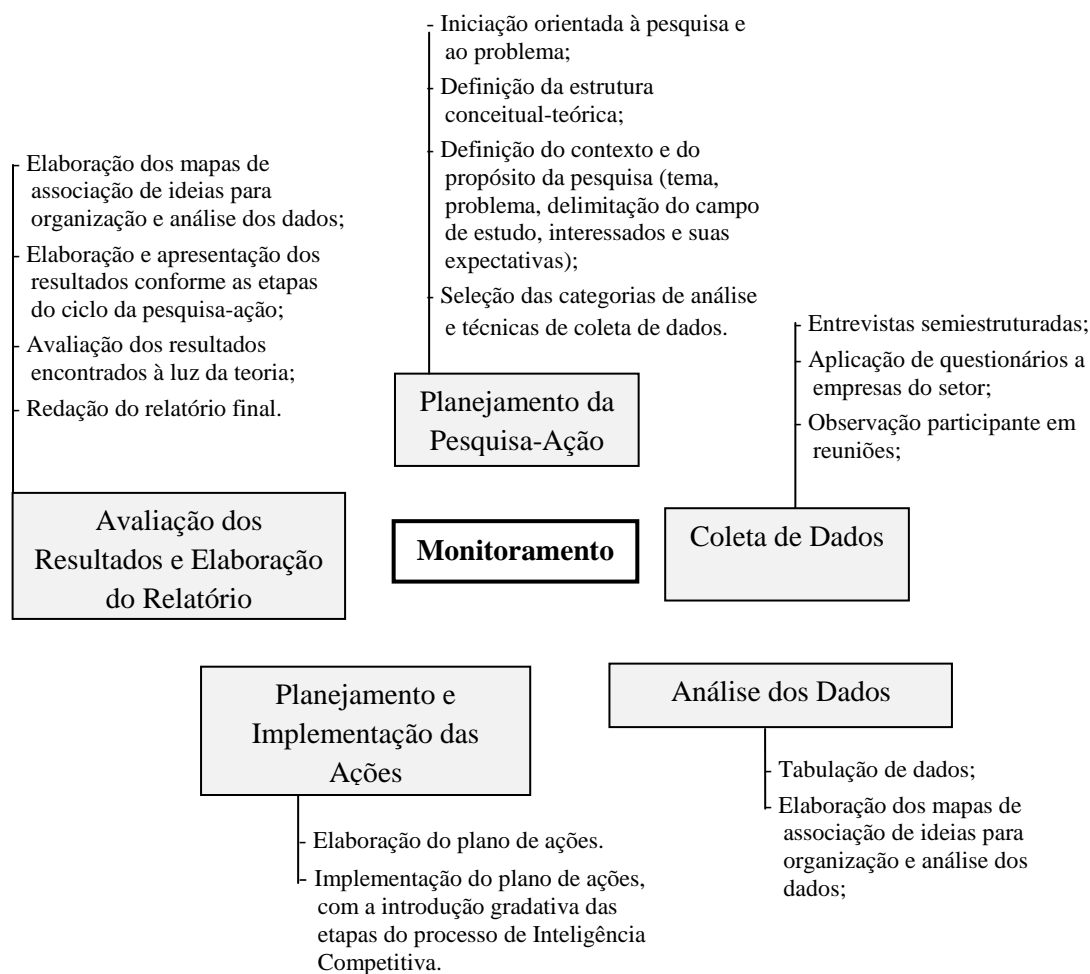 - Iniciação orientada à pesquisa e
ao problema;
- Definição da estrutura
conceitual-teórica;
- Definição do contexto e do
propósito da pesquisa (tema,
problema, delimitação do campo
de estudo, interessados e suas
expectativas);
- Seleção das categorias de análise
e técnicas de coleta de dados.
Planejamento da
Pesquisa-Ação
- Elaboração dos mapas de
associação de ideias para
organização e análise dos dados;
- Elaboração e apresentação dos
resultados conforme as etapas
do ciclo da pesquisa-ação;
- Avaliação dos resultados
encontrados à luz da teoria;
- Redação do relatório final.
Avaliação dos
Resultados e Elaboração
do Relatório
Monitoramento
- Entrevistas semiestruturadas;
- Aplicação de questionários a
empresas do setor;
- Observação participante em
reuniões;
Coleta de Dados
Planejamento e
Implementação das
Ações
- Elaboração do plano de ações.
- Implementação do plano de ações,
com a introdução gradativa das
etapas do processo de Inteligência
Competitiva.
Análise dos Dados
- Tabulação de dados;
- Elaboração dos mapas de
associação de ideias para
organização e análise dos
dados;